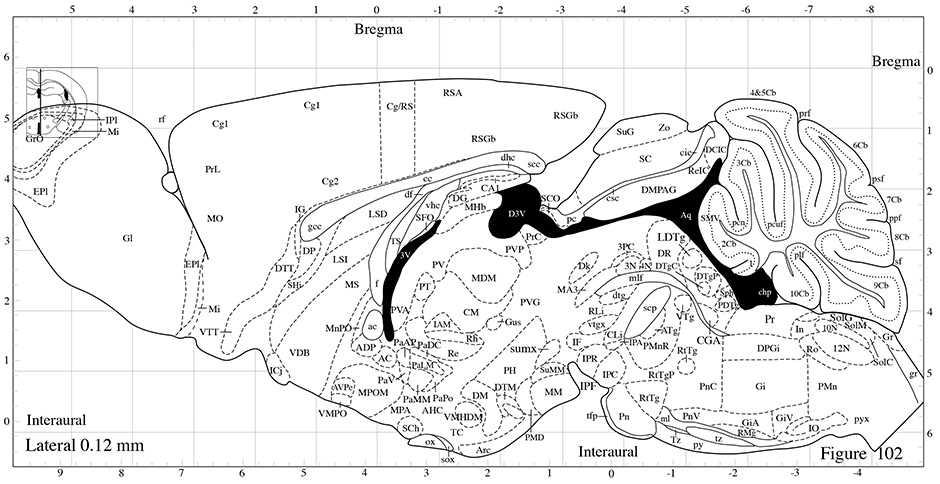 5 4 3 2 1 0 -1 -2 -3 -4 -5 -6 -7 -8
Bregma
Bregma
6 5 4 3 2 1 0
0 1 2 3 4 5 6
IPl
Mi
GrO
EPl
Gl
rf
Cg1
Cg1
Cg/RS
RSA
RSGb
RSGb
PrL
MO
Cg2
IG
gcc
cc
dhc
scc
df
DG
CA1
vhc
MHb
LSD
SFO
TS
3V
D3V
SCO
pc
PrC
PVP
DP
LSI
DTT
SHi
MS
f
EPl
Mi
VTT
VDB
ICj
MnPO
ac
PVA
PV
PT
MDM
CM
IAM
Rh
Re
Gus
PVG
ADP
AC
PaAP
PaDC
PaLM
PaV
AVPe
MPOM
VMPO
MPA
PaMM
PaPo
AHC
SCh
ox
sox
VMHDM
DM
DTM
TC
Arc
PH
sumx
SuMM
MM
PMD
SuG
Zo
SC
cic
DCIC
ReIC
csc
DMPAG
Aq
LDTg
DR
3PC
3N
4N
DTgC
mlf
DTgP
Sph
PDTg
Dk
MA3
dtg
scp
RLi
vtgx
VTg
ATg
IF
CLi
IPA
PMnR
IPR
IPC
IPF
RtTg
RtTgP
RtTg
CGA
PnC
DPGi
Gi
PMn
Pr
In
10N
SolG
SolM
Gr
Ro
12N
SolC
gr
tfp
Pn
ml
PnV
Tz
py
tz
RMg
GiA
GiV
IO
pyx
4&5Cb
prf
6Cb
psf
7Cb
ppf
8Cb
sf
9Cb
3Cb
pcn
pcuf
SMV
2Cb
plf
10Cb
chp
Interaural
Lateral 0.12 mm
Interaural
Figure 102
9 8 7 6 5 4 3 2 1 0 -1 -2 -3 -4